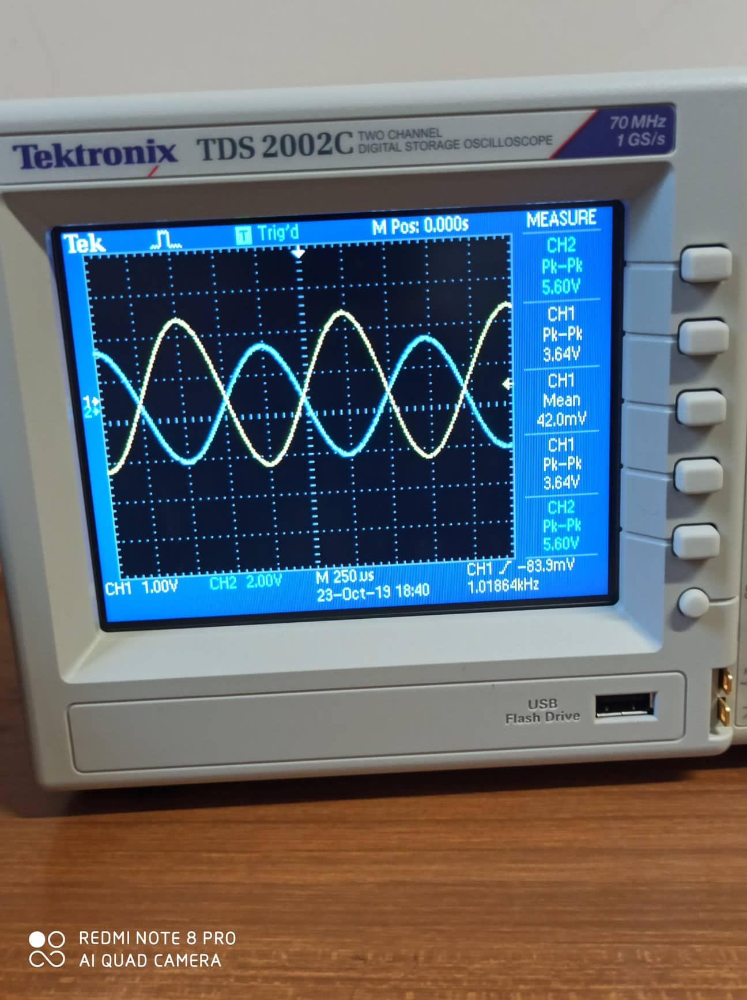 Tektronix TDS 2002C TWO CHANNEL
DIGITAL STORAGE OSCILLOSCOPE
70 MHz
1 GS/s
Tek T Trig'd M Pos: 0.000s MEASURE
CH2
Pk-Pk
5.60V
CH1
Pk-Pk
3.64V
CH1
Mean
42.0mV
CH1
Pk-Pk
3.64V
CH2
Pk-Pk
5.60V
1
2
CH1 1.00V CH2 2.00V M 250µs CH1 -83.9mV
23-Oct-19 18:40 1.01864kHz
USB
Flash Drive
REDMI NOTE 8 PRO
AI QUAD CAMERA